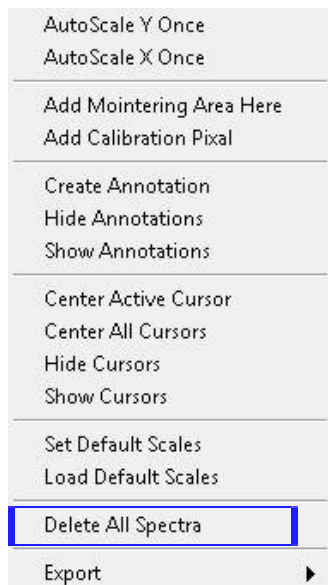 AutoScale Y Once
AutoScale X Once
Add Mointering Area Here
Add Calibration Pixal
Create Annotation
Hide Annotations
Show Annotations
Center Active Cursor
Center All Cursors
Hide Cursors
Show Cursors
Set Default Scales
Load Default Scales
Delete All Spectra
Export